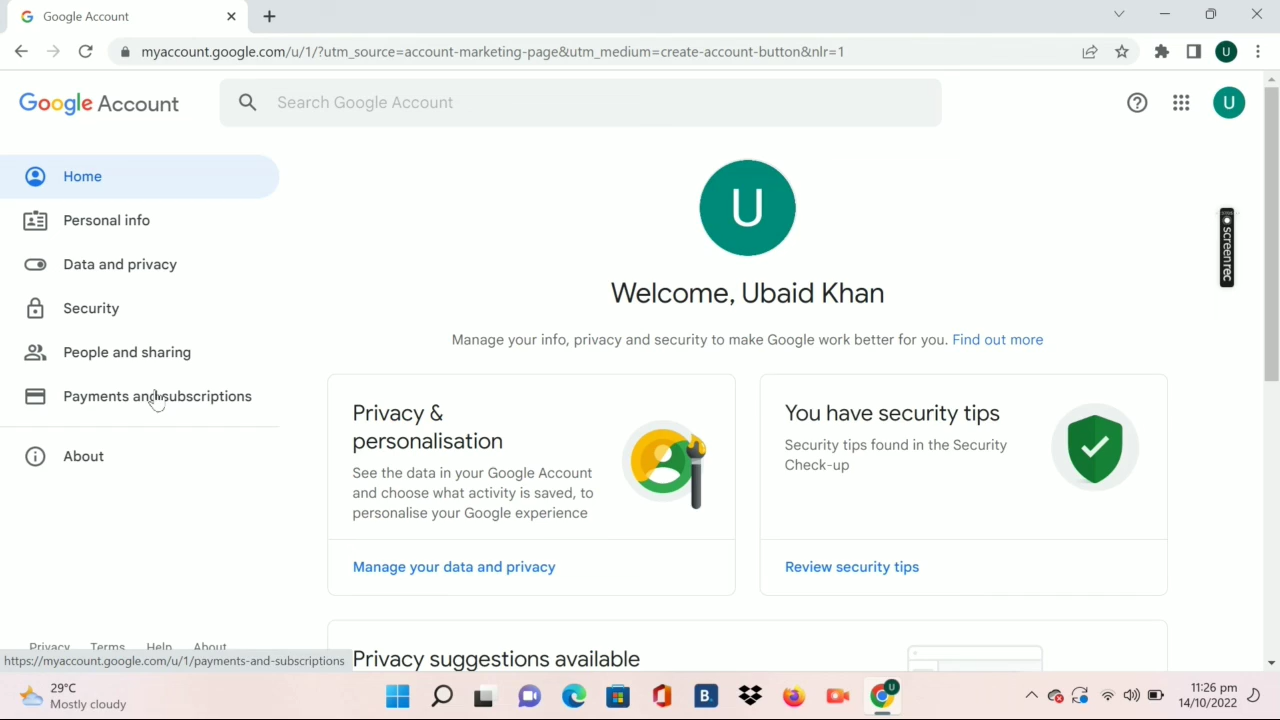 Google Account
myaccount.google.com/u/1/?utm_source=account-marketing-page&utm_medium=create-account-button&nlr=1
U
Google Account
Search Google Account
U
Home
Personal info
Data and privacy
Security
People and sharing
Payments and subscriptions
About
U
Welcome, Ubaid Khan
Manage your info, privacy and security to make Google work better for you. Find out more
Privacy &
personalisation
See the data in your Google Account
and choose what activity is saved, to
personalise your Google experience
Manage your data and privacy
You have security tips
Security tips found in the Security
Check-up
Review security tips
screenrec
Privacy suggestions available
Privacy Terms Help About
https://myaccount.google.com/u/1/payments-and-subscriptions
29°C
Mostly cloudy
B.
U
11:26 pm
14/10/2022